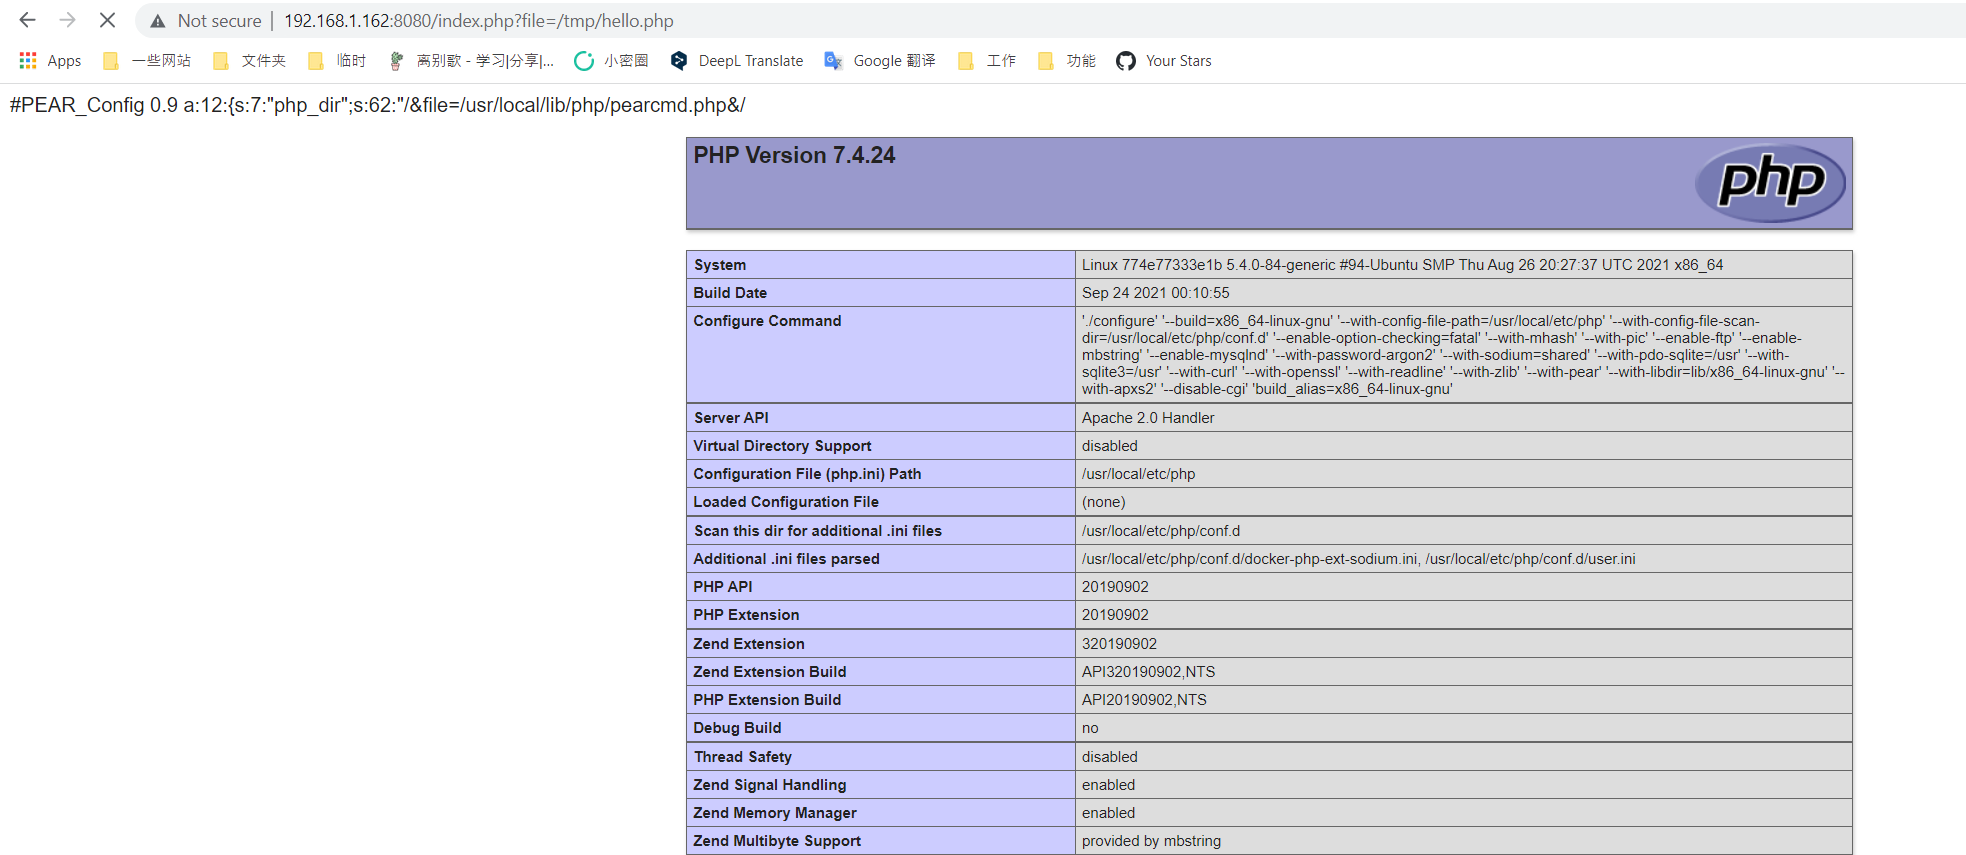 Not secure | 192.168.1.162:8080/index.php?file=/tmp/hello.php
Apps 一些网站 文件夹 临时 离别歌 - 学习|分享|... 小密圈 DeepL Translate Google 翻译 工作 功能 Your Stars
#PEAR_Config 0.9 a:12:{s:7:"php_dir";s:62:"/&file=/usr/local/lib/php/pearcmd.php&/
PHP Version 7.4.24
php
System Linux 774e77333e1b 5.4.0-84-generic #94-Ubuntu SMP Thu Aug 26 20:27:37 UTC 2021 x86_64
Build Date Sep 24 2021 00:10:55
Configure Command './configure' '--build=x86_64-linux-gnu' '--with-config-file-path=/usr/local/etc/php' '--with-config-file-scan-
dir=/usr/local/etc/php/conf.d' '--enable-option-checking=fatal' '--with-mhash' '--with-pic' '--enable-ftp' '--enable-
mbstring' '--enable-mysqlnd' '--with-password-argon2' '--with-sodium=shared' '--with-pdo-sqlite=/usr' '--with-
sqlite3=/usr' '--with-curl' '--with-openssl' '--with-readline' '--with-zlib' '--with-pear' '--with-libdir=lib/x86_64-linux-gnu' '--
with-apxs2' '--disable-cgi' 'build_alias=x86_64-linux-gnu'
Server API Apache 2.0 Handler
Virtual Directory Support disabled
Configuration File (php.ini) Path /usr/local/etc/php
Loaded Configuration File (none)
Scan this dir for additional .ini files /usr/local/etc/php/conf.d
Additional .ini files parsed /usr/local/etc/php/conf.d/docker-php-ext-sodium.ini, /usr/local/etc/php/conf.d/user.ini
PHP API 20190902
PHP Extension 20190902
Zend Extension 320190902
Zend Extension Build API320190902,NTS
PHP Extension Build API20190902,NTS
Debug Build no
Thread Safety disabled
Zend Signal Handling enabled
Zend Memory Manager enabled
Zend Multibyte Support provided by mbstring